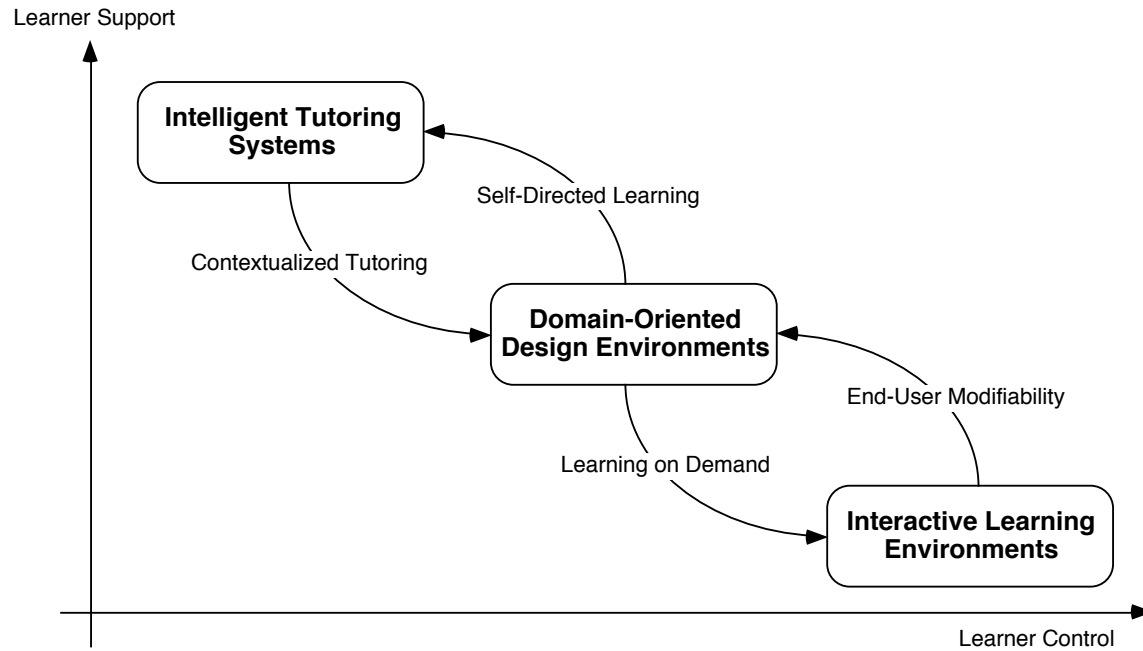 Learner Support
Intelligent Tutoring
Systems
Self-Directed Learning
Contextualized Tutoring
Domain-Oriented
Design Environments
End-User Modifiability
Learning on Demand
Interactive Learning
Environments
Learner Control